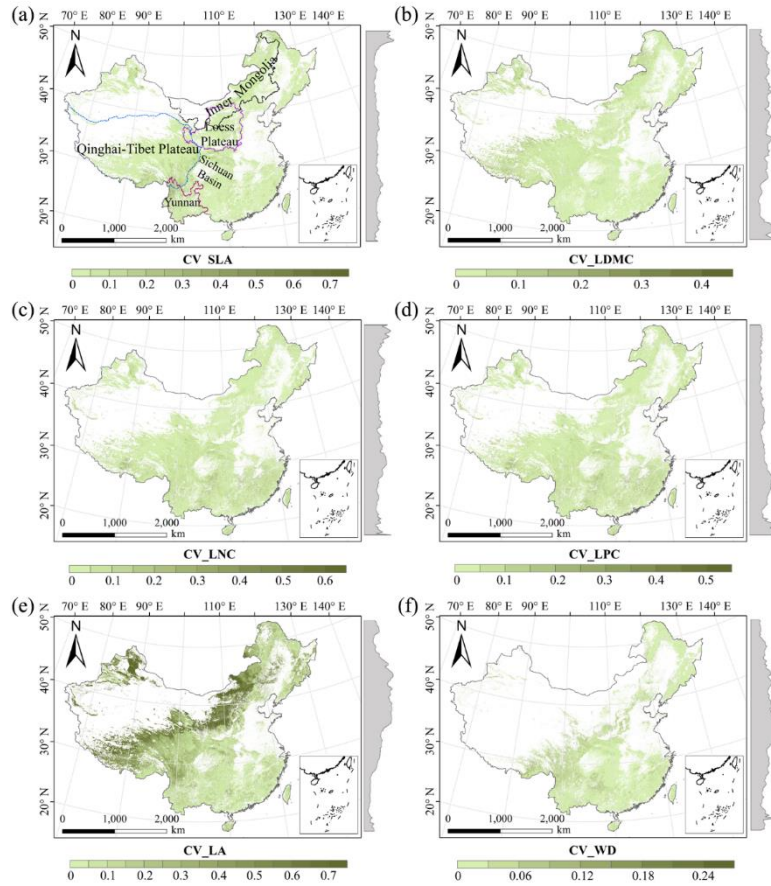 (a)
70° E 80° E 90° E 110° E 120° E 130° E
50° N
40° N
30° N
20° N
N
Inner Mongolia
Loess
Plateau
Qinghai-Tibet Plateau
Sichuan
Basin
Yunnan
0 1,000 2,000
km
CV SLA
0 0.1 0.2 0.3 0.4 0.5 0.6 0.7
(b)
70° E 80° E 90° E 110° E 120° E 130° E
50° N
40° N
30° N
20° N
N
0 1,000 2,000
km
CV_LDMC
0 0.1 0.2 0.3 0.4
(c)
70° E 80° E 90° E 110° E 120° E 130° E
50° N
40° N
30° N
20° N
N
0 1,000 2,000
km
CV_LNC
0 0.1 0.2 0.3 0.4 0.5 0.6
(d)
70° E 80° E 90° E 110° E 120° E 130° E
50° N
40° N
30° N
20° N
N
0 1,000 2,000
km
CV_LPC
0 0.1 0.2 0.3 0.4 0.5
(e)
70° E 80° E 90° E 110° E 120° E 130° E
50° N
40° N
30° N
20° N
N
0 1,000 2,000
km
CV_LA
0 0.1 0.2 0.3 0.4 0.5 0.6 0.7
(f)
70° E 80° E 90° E 110° E 120° E 130° E
50° N
40° N
30° N
20° N
N
0 1,000 2,000
km
CV_WD
0 0.06 0.12 0.18 0.24